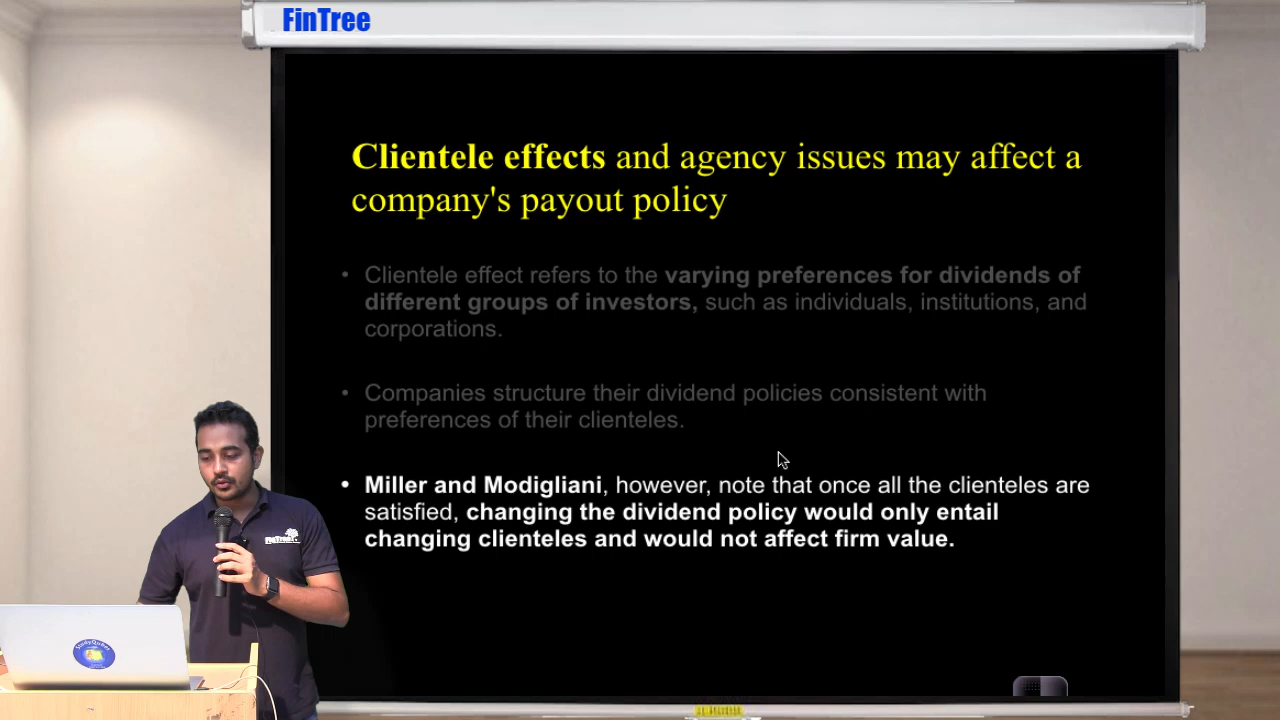 FinTree
Clientele effects and agency issues may affect a
company's payout policy
• Clientele effect refers to the varying preferences for dividends of
different groups of investors, such as individuals, institutions, and
corporations.
• Companies structure their dividend policies consistent with
preferences of their clienteles.
• Miller and Modigliani, however, note that once all the clienteles are
satisfied, changing the dividend policy would only entail
changing clienteles and would not affect firm value.